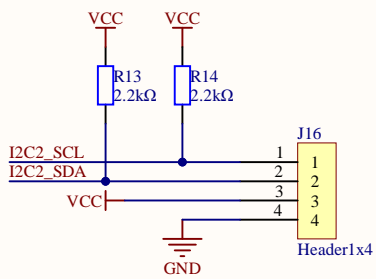 VCC VCC
R13 R14
2.2kΩ 2.2kΩ
J16
I2C2_SCL 1 1
I2C2_SDA 2 2
VCC 3 3
4 4
Header1x4
GND